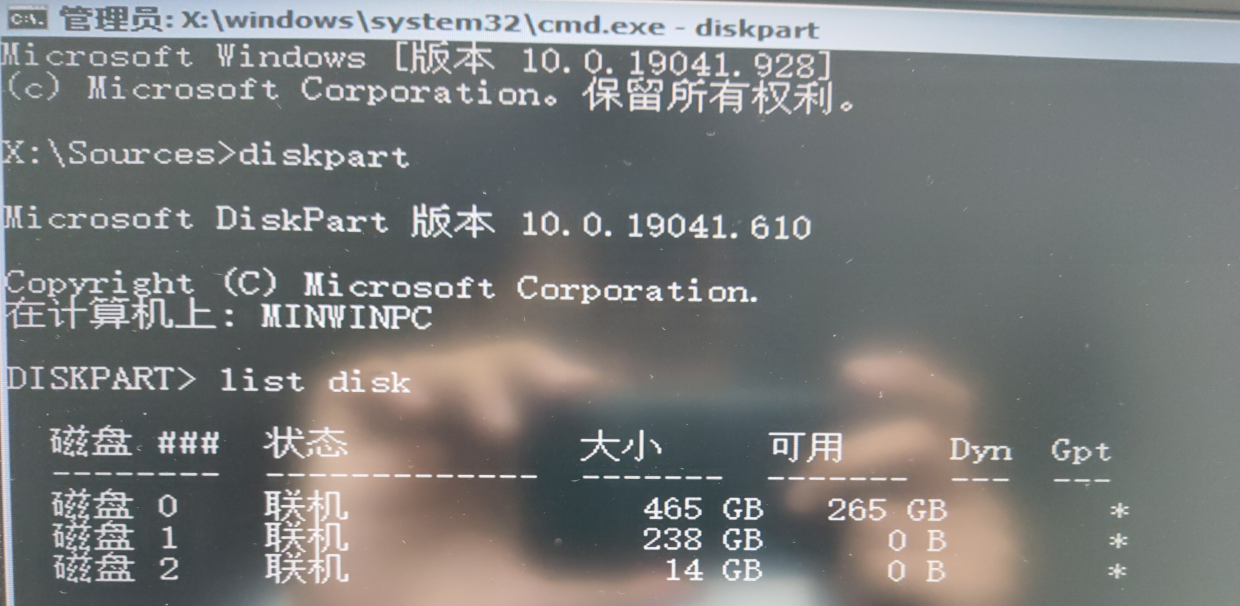 管理员: X:\windows\system32\cmd.exe - diskpart
Microsoft Windows [版本 10.0.19041.928]
(c) Microsoft Corporation。保留所有权利。
X:\Sources>diskpart
Microsoft DiskPart 版本 10.0.19041.610
Copyright (C) Microsoft Corporation.
在计算机上: MINWINPC
DISKPART> list disk
磁盘 ### 状态 大小 可用 Dyn Gpt
-------- ------------- ------- ------- --- ---
磁盘 0 联机 465 GB 265 GB *
磁盘 1 联机 238 GB 0 B *
磁盘 2 联机 14 GB 0 B *